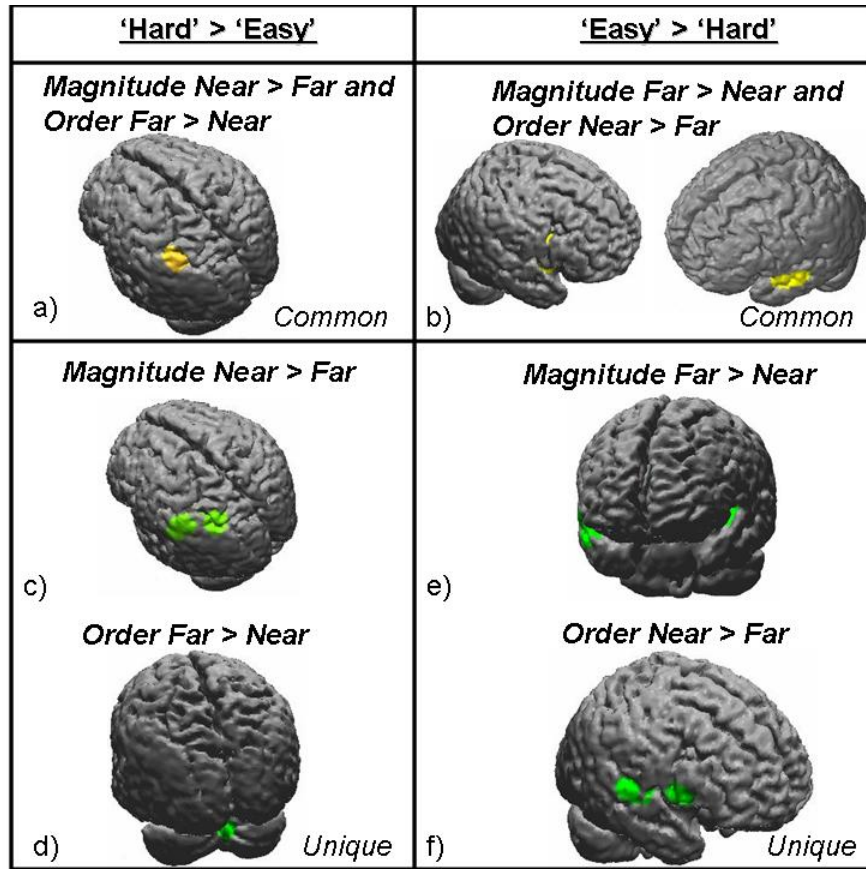 ‘Hard’ > ‘Easy’
‘Easy’ > ‘Hard’
Magnitude Near > Far and
Order Far > Near
a)
Common
Magnitude Far > Near and
Order Near > Far
b)
Common
Magnitude Near > Far
c)
Magnitude Far > Near
e)
Order Far > Near
d)
Unique
Order Near > Far
f)
Unique